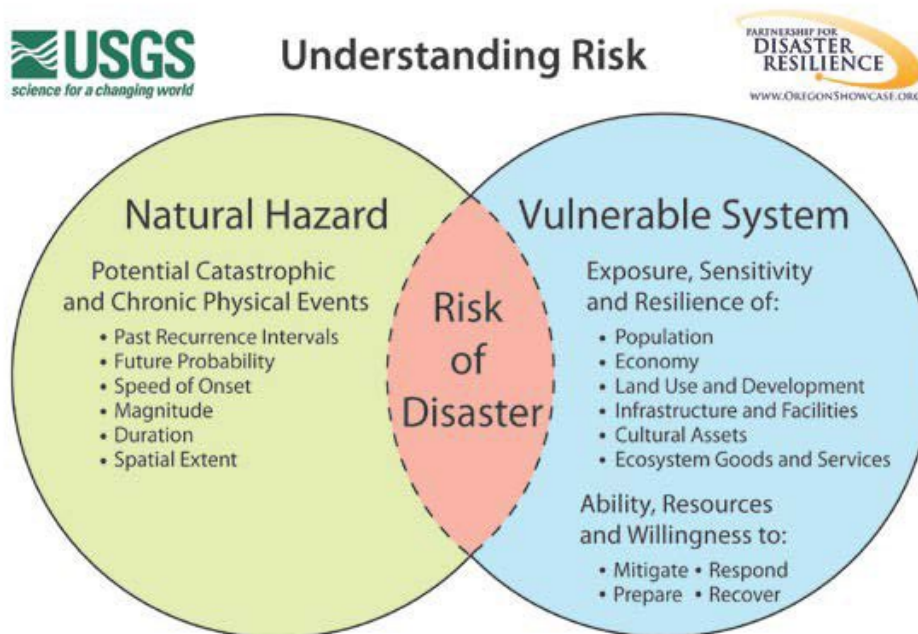 USGS
science for a changing world
Understanding Risk
PARTNERSHIP FOR
DISASTER
RESILIENCE
WWW.OREGONSHOWCASE.ORG
Natural Hazard
Potential Catastrophic
and Chronic Physical Events
• Past Recurrence Intervals
• Future Probability
• Speed of Onset
• Magnitude
• Duration
• Spatial Extent
Risk
of
Disaster
Vulnerable System
Exposure, Sensitivity
and Resilience of:
• Population
• Economy
• Land Use and Development
• Infrastructure and Facilities
• Cultural Assets
• Ecosystem Goods and Services
Ability, Resources
and Willingness to:
• Mitigate • Respond
• Prepare • Recover